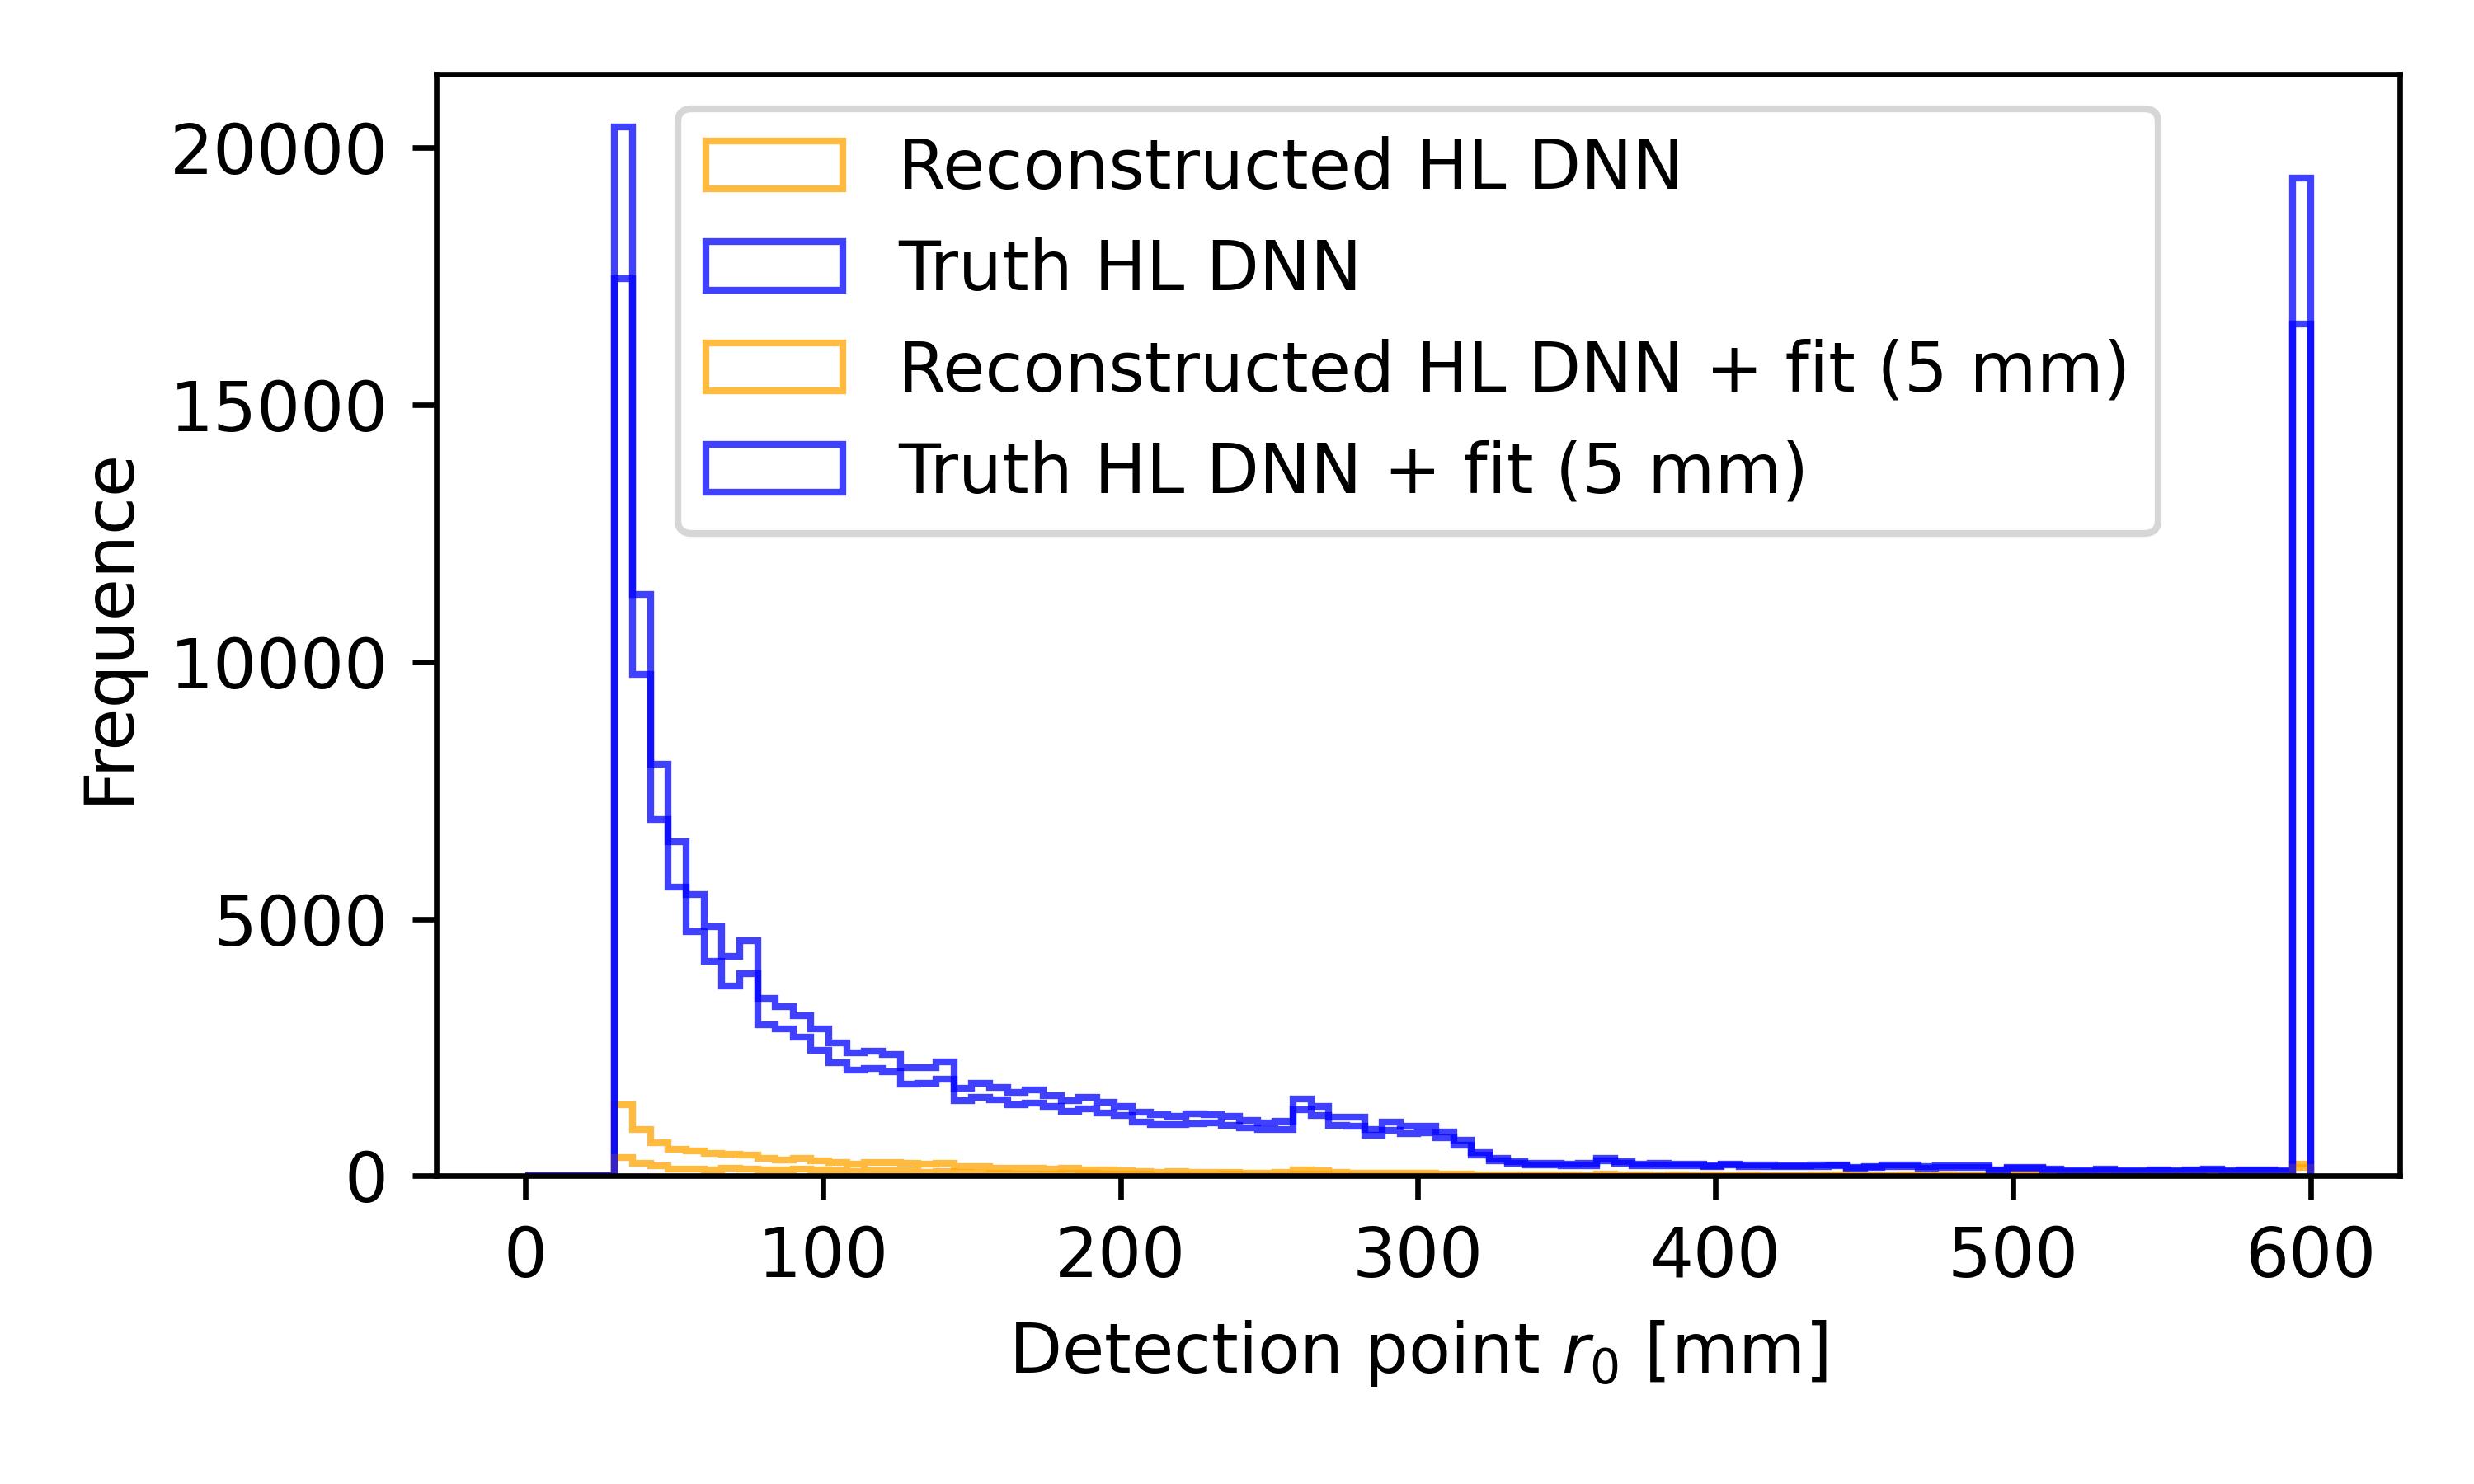 Reconstructed HL DNN
Truth HL DNN
Reconstructed HL DNN + fit (5 mm)
Truth HL DNN + fit (5 mm)
Frequence
20000
15000
10000
5000
0
0 100 200 300 400 500 600
Detection point r₀ [mm]